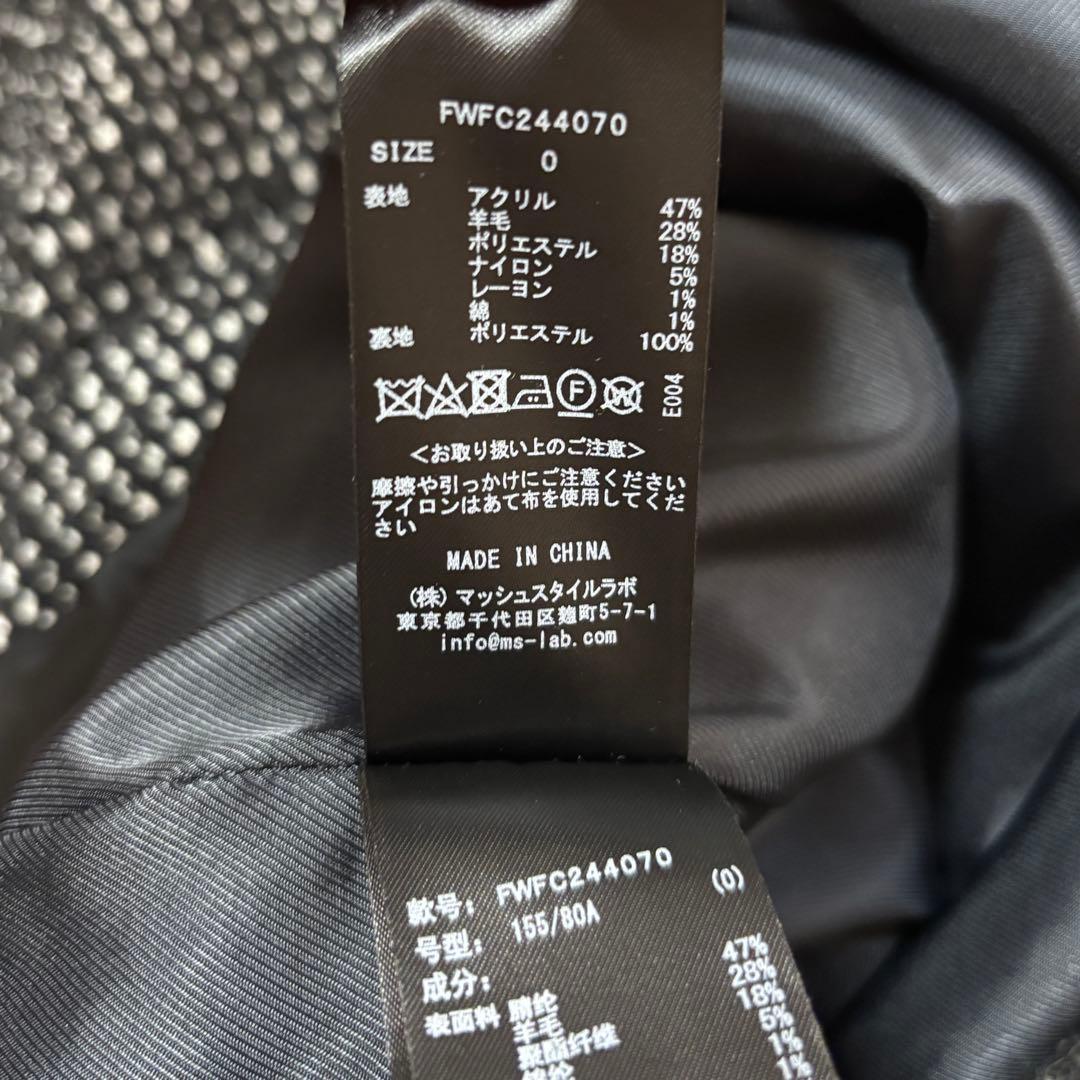 FWFC244070
SIZE 0
表地 アクリル 47%
羊毛 28%
ポリエステル 18%
ナイロン 5%
レーヨン 1%
綿 1%
裏地 ポリエステル 100%
F W E004
<お取り扱い上のご注意>
摩擦や引っかけにご注意ください
アイロンはあて布を使用してくだ
さい
MADE IN CHINA
(株)マッシュスタイルラボ
東京都千代田区麹町5-7-1
info@ms-lab.com
款号: FWFC244070 (0)
号型: 155/80A
成分:
表面料 腈纶 47%
羊毛 28%
聚酯纤维 18%
5%
1%
1%